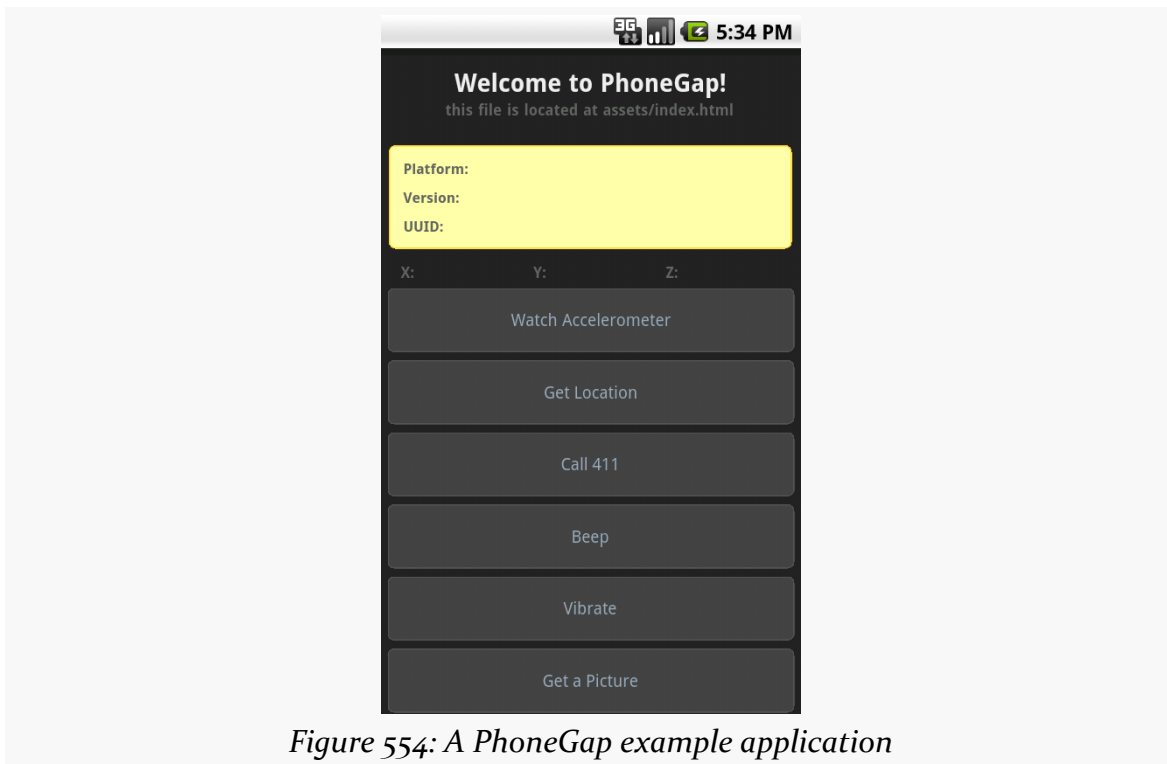 3G 5:34 PM
Welcome to PhoneGap!
this file is located at assets/index.html
Platform:
Version:
UUID:
X: Y: Z:
Watch Accelerometer
Get Location
Call 411
Beep
Vibrate
Get a Picture
Figure 554: A PhoneGap example application